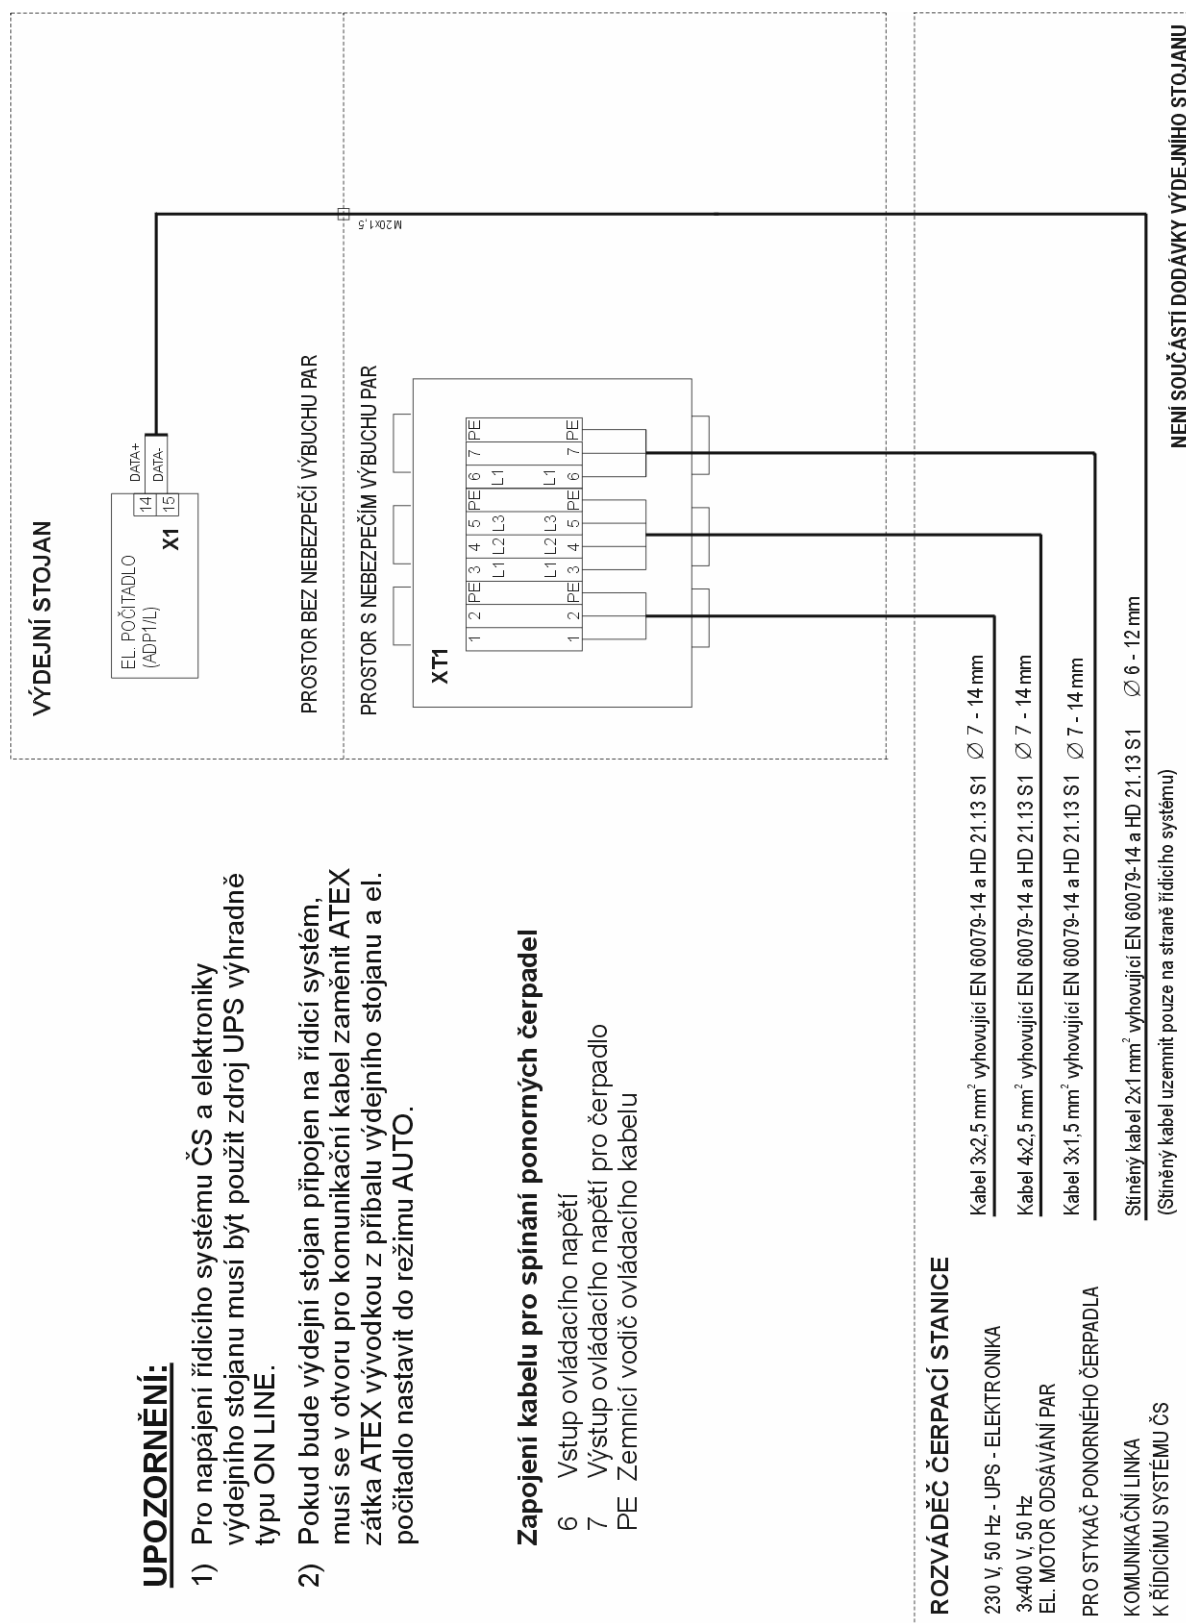 UPOZORNĚNÍ:
1) Pro napájení řídicího systému ČS a elektroniky
výdejního stojanu musí být použit zdroj UPS výhradně
typu ON LINE.
2) Pokud bude výdejní stojan připojen na řídicí systém,
musí se v otvoru pro komunikační kabel zaměnit ATEX
zátka ATEX vývodkou z příbalu výdejního stojanu a el.
počitadlo nastavit do režimu AUTO.
Zapojení kabelu pro spínání ponorných čerpadel
6 Vstup ovládacího napětí
7 Výstup ovládacího napětí pro čerpadlo
PE Zemnicí vodič ovládacího kabelu
VÝDEJNÍ STOJAN
EL. POČITADLO
(ADP1/L)
X1
14
15
DATA+
DATA-
PROSTOR BEZ NEBEZPEČÍ VÝBUCHU PAR
PROSTOR S NEBEZPEČÍM VÝBUCHU PAR
M20x1,5
XT1
1 2 PE 3 4 5 PE 6 7 PE
L1 L2 L3 L1
L1 L2 L3 L1
1 2 PE 3 4 5 PE 6 7 PE
ROZVÁDĚČ ČERPACÍ STANICE
230 V, 50 Hz - UPS - ELEKTRONIKA
Kabel 3x2,5 mm² vyhovující EN 60079-14 a HD 21.13 S1 ∅ 7 - 14 mm
3x400 V, 50 Hz
EL. MOTOR ODSÁVÁNÍ PAR
Kabel 4x2,5 mm² vyhovující EN 60079-14 a HD 21.13 S1 ∅ 7 - 14 mm
PRO STYKAČ PONORNÉHO ČERPADLA
Kabel 3x1,5 mm² vyhovující EN 60079-14 a HD 21.13 S1 ∅ 7 - 14 mm
KOMUNIKAČNÍ LINKA
K ŘÍDICÍMU SYSTÉMU ČS
Stíněný kabel 2x1 mm² vyhovující EN 60079-14 a HD 21.13 S1 ∅ 6 - 12 mm
(Stíněný kabel uzemnit pouze na straně řídicího systému)
NENÍ SOUČÁSTÍ DODÁVKY VÝDEJNÍHO STOJANU